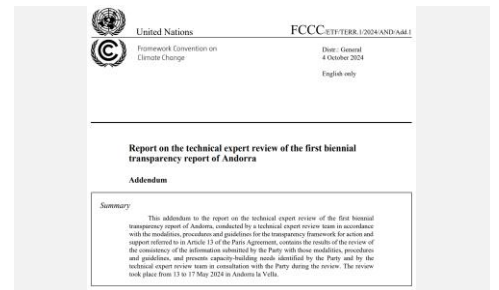 United Nations
FCCC/ETF/TERR.1/2024/AND/Add.1
Framework Convention on
Climate Change
Distr.: General
4 October 2024
English only
Report on the technical expert review of the first biennial
transparency report of Andorra
Addendum
Summary
This addendum to the report on the technical expert review of the first biennial
transparency report of Andorra, conducted by a technical expert review team in accordance
with the modalities, procedures and guidelines for the transparency framework for action and
support referred to in Article 13 of the Paris Agreement, contains the results of the review of
the consistency of the information submitted by the Party with those modalities, procedures
and guidelines, and presents capacity-building needs identified by the Party and by the
technical expert review team in consultation with the Party during the review. The review
took place from 13 to 17 May 2024 in Andorra la Vella.